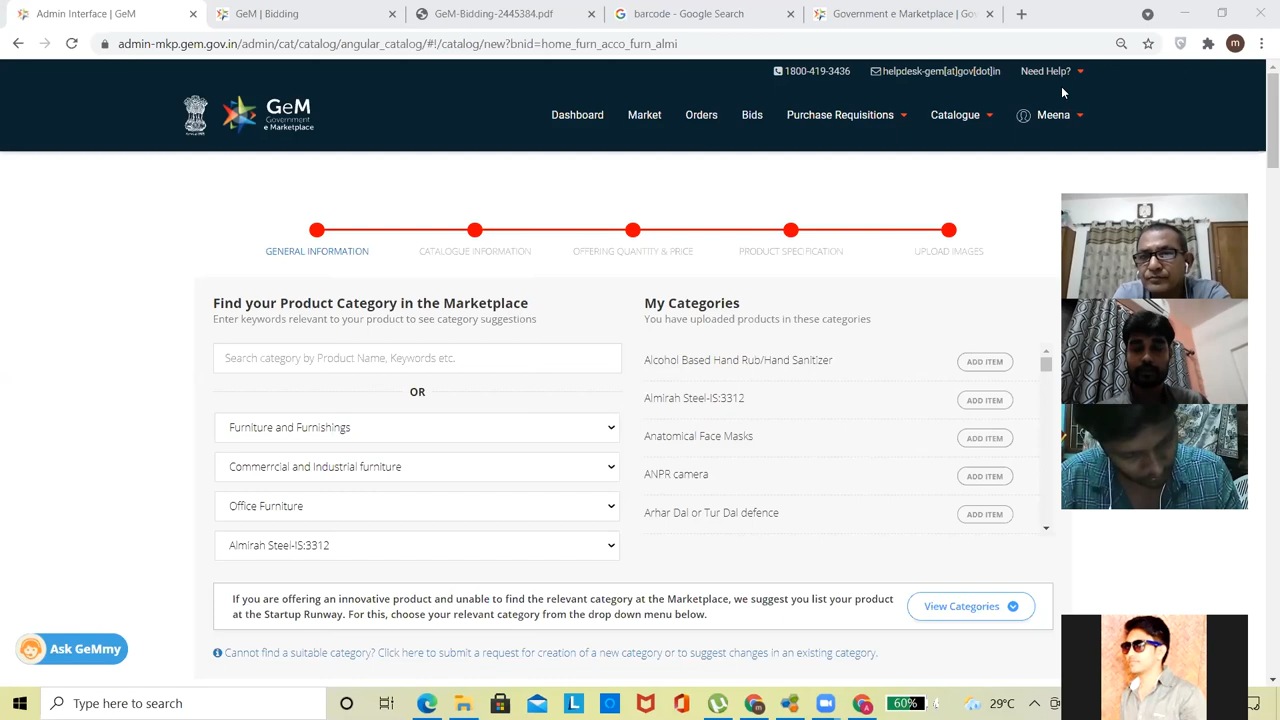 Admin Interface | GeM
GeM | Bidding
GeM-Bidding-2445384.pdf
barcode - Google Search
Government e Marketplace | Go
admin-mkp.gem.gov.in/admin/cat/catalog/angular_catalog/#!/catalog/new?bnid=home_furn_acco_furn_almi
m
1800-419-3436
helpdesk-gem[at]gov[dot]in
Need Help?
GeM
Government
e Marketplace
Dashboard
Market
Orders
Bids
Purchase Requisitions
Catalogue
Meena
GENERAL INFORMATION
CATALOGUE INFORMATION
OFFERING QUANTITY & PRICE
PRODUCT SPECIFICATION
UPLOAD IMAGES
Find your Product Category in the Marketplace
Enter keywords relevant to your product to see category suggestions
Search category by Product Name, Keywords etc.
OR
Furniture and Furnishings
Commercial and Industrial furniture
Office Furniture
Almirah Steel-IS:3312
My Categories
You have uploaded products in these categories
Alcohol Based Hand Rub/Hand Sanitizer ADD ITEM
Almirah Steel-IS:3312 ADD ITEM
Anatomical Face Masks ADD ITEM
ANPR camera ADD ITEM
Arhar Dal or Tur Dal defence ADD ITEM
If you are offering an innovative product and unable to find the relevant category at the Marketplace, we suggest you list your product
at the Startup Runway. For this, choose your relevant category from the drop down menu below.
View Categories
Cannot find a suitable category? Click here to submit a request for creation of a new category or to suggest changes in an existing category.
Ask GeMmy
Type here to search
60%
29°C